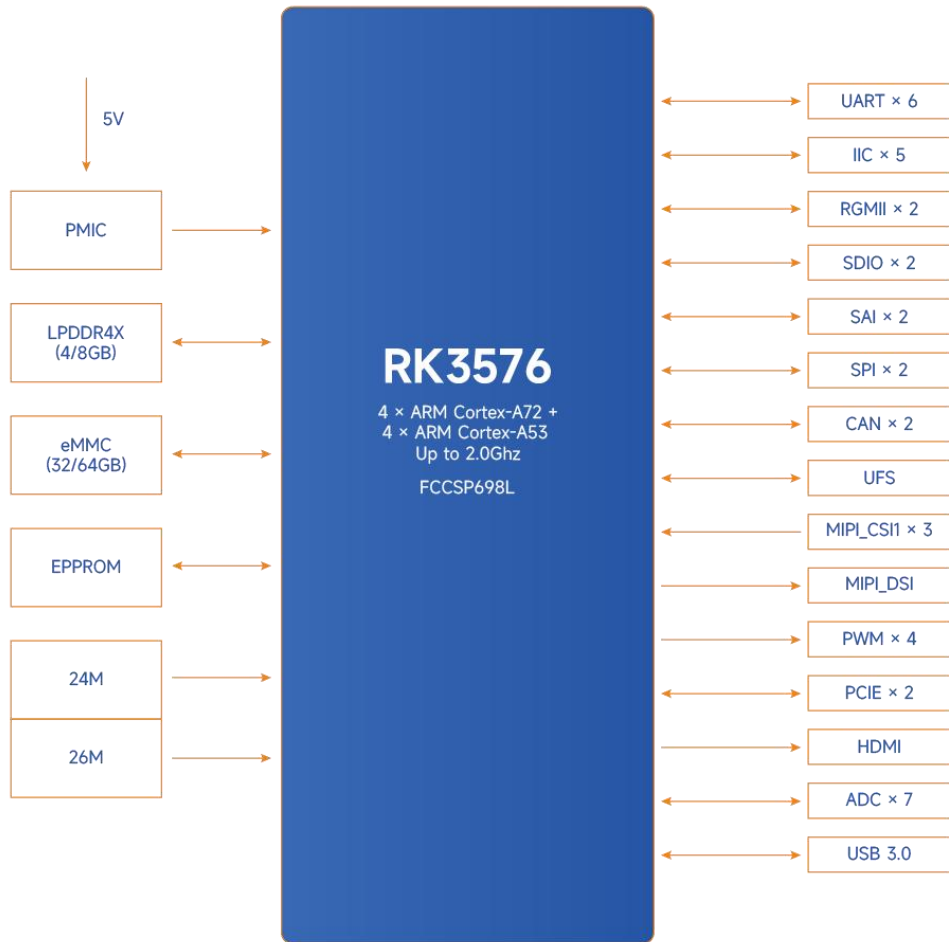 5V
PMIC
LPDDR4X
(4/8GB)
eMMC
(32/64GB)
EPPROM
24M
26M
RK3576
4 × ARM Cortex-A72 +
4 × ARM Cortex-A53
Up to 2.0Ghz
FCCSP698L
UART × 6
IIC × 5
RGMII × 2
SDIO × 2
SAI × 2
SPI × 2
CAN × 2
UFS
MIPI_CSI1 × 3
MIPI_DSI
PWM × 4
PCIE × 2
HDMI
ADC × 7
USB 3.0